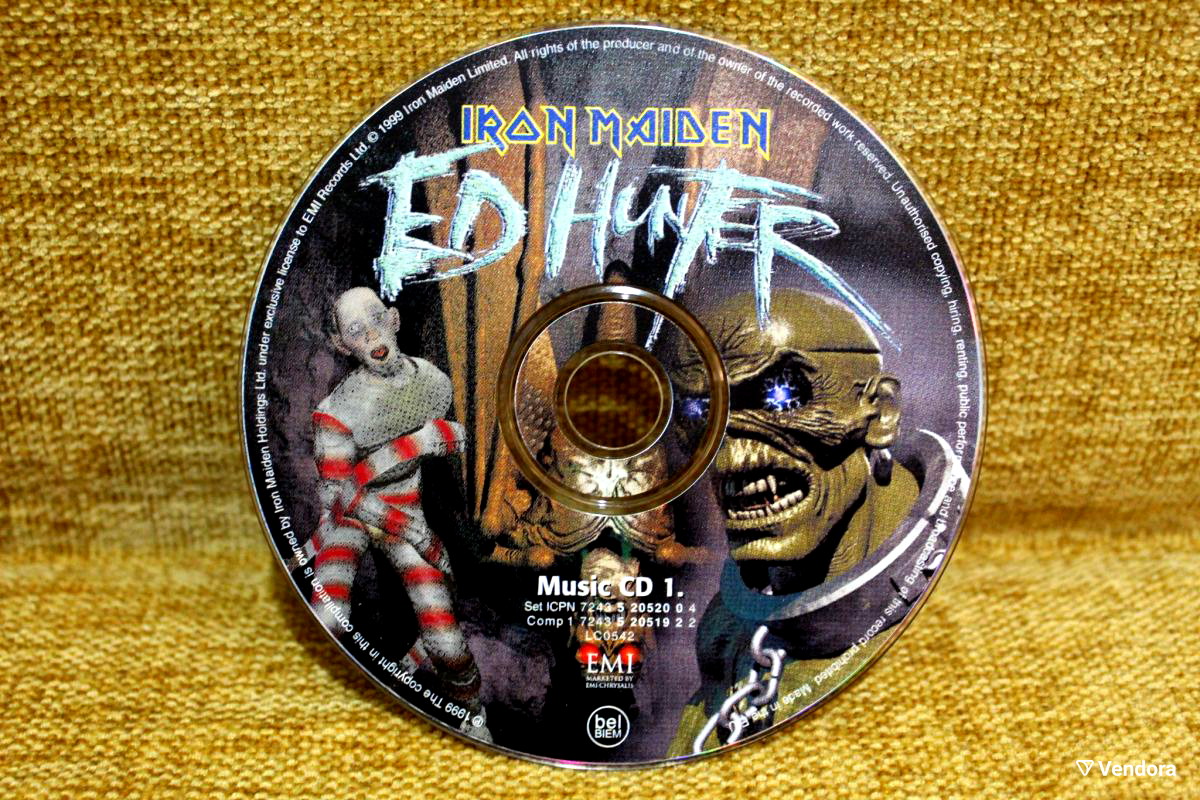 IRON MAIDEN
ED HUNTER
Music CD 1.
Set ICPN 7243 5 20520 0 4
Comp 1 7243 5 20519 2 2
LC0542
EMI
MARKETED BY
EMI-CHRYSALIS
bel
BIEM
℗ 1999 The copyright in this compilation is owned by Iron Maiden Holdings Ltd. under exclusive license to EMI Records Ltd. © 1999 Iron Maiden Limited. All rights of the producer and of the owner of the recorded work reserved. Unauthorised copying, hiring, renting, public performance and broadcasting of this record prohibited. Made in the EU
Vendora